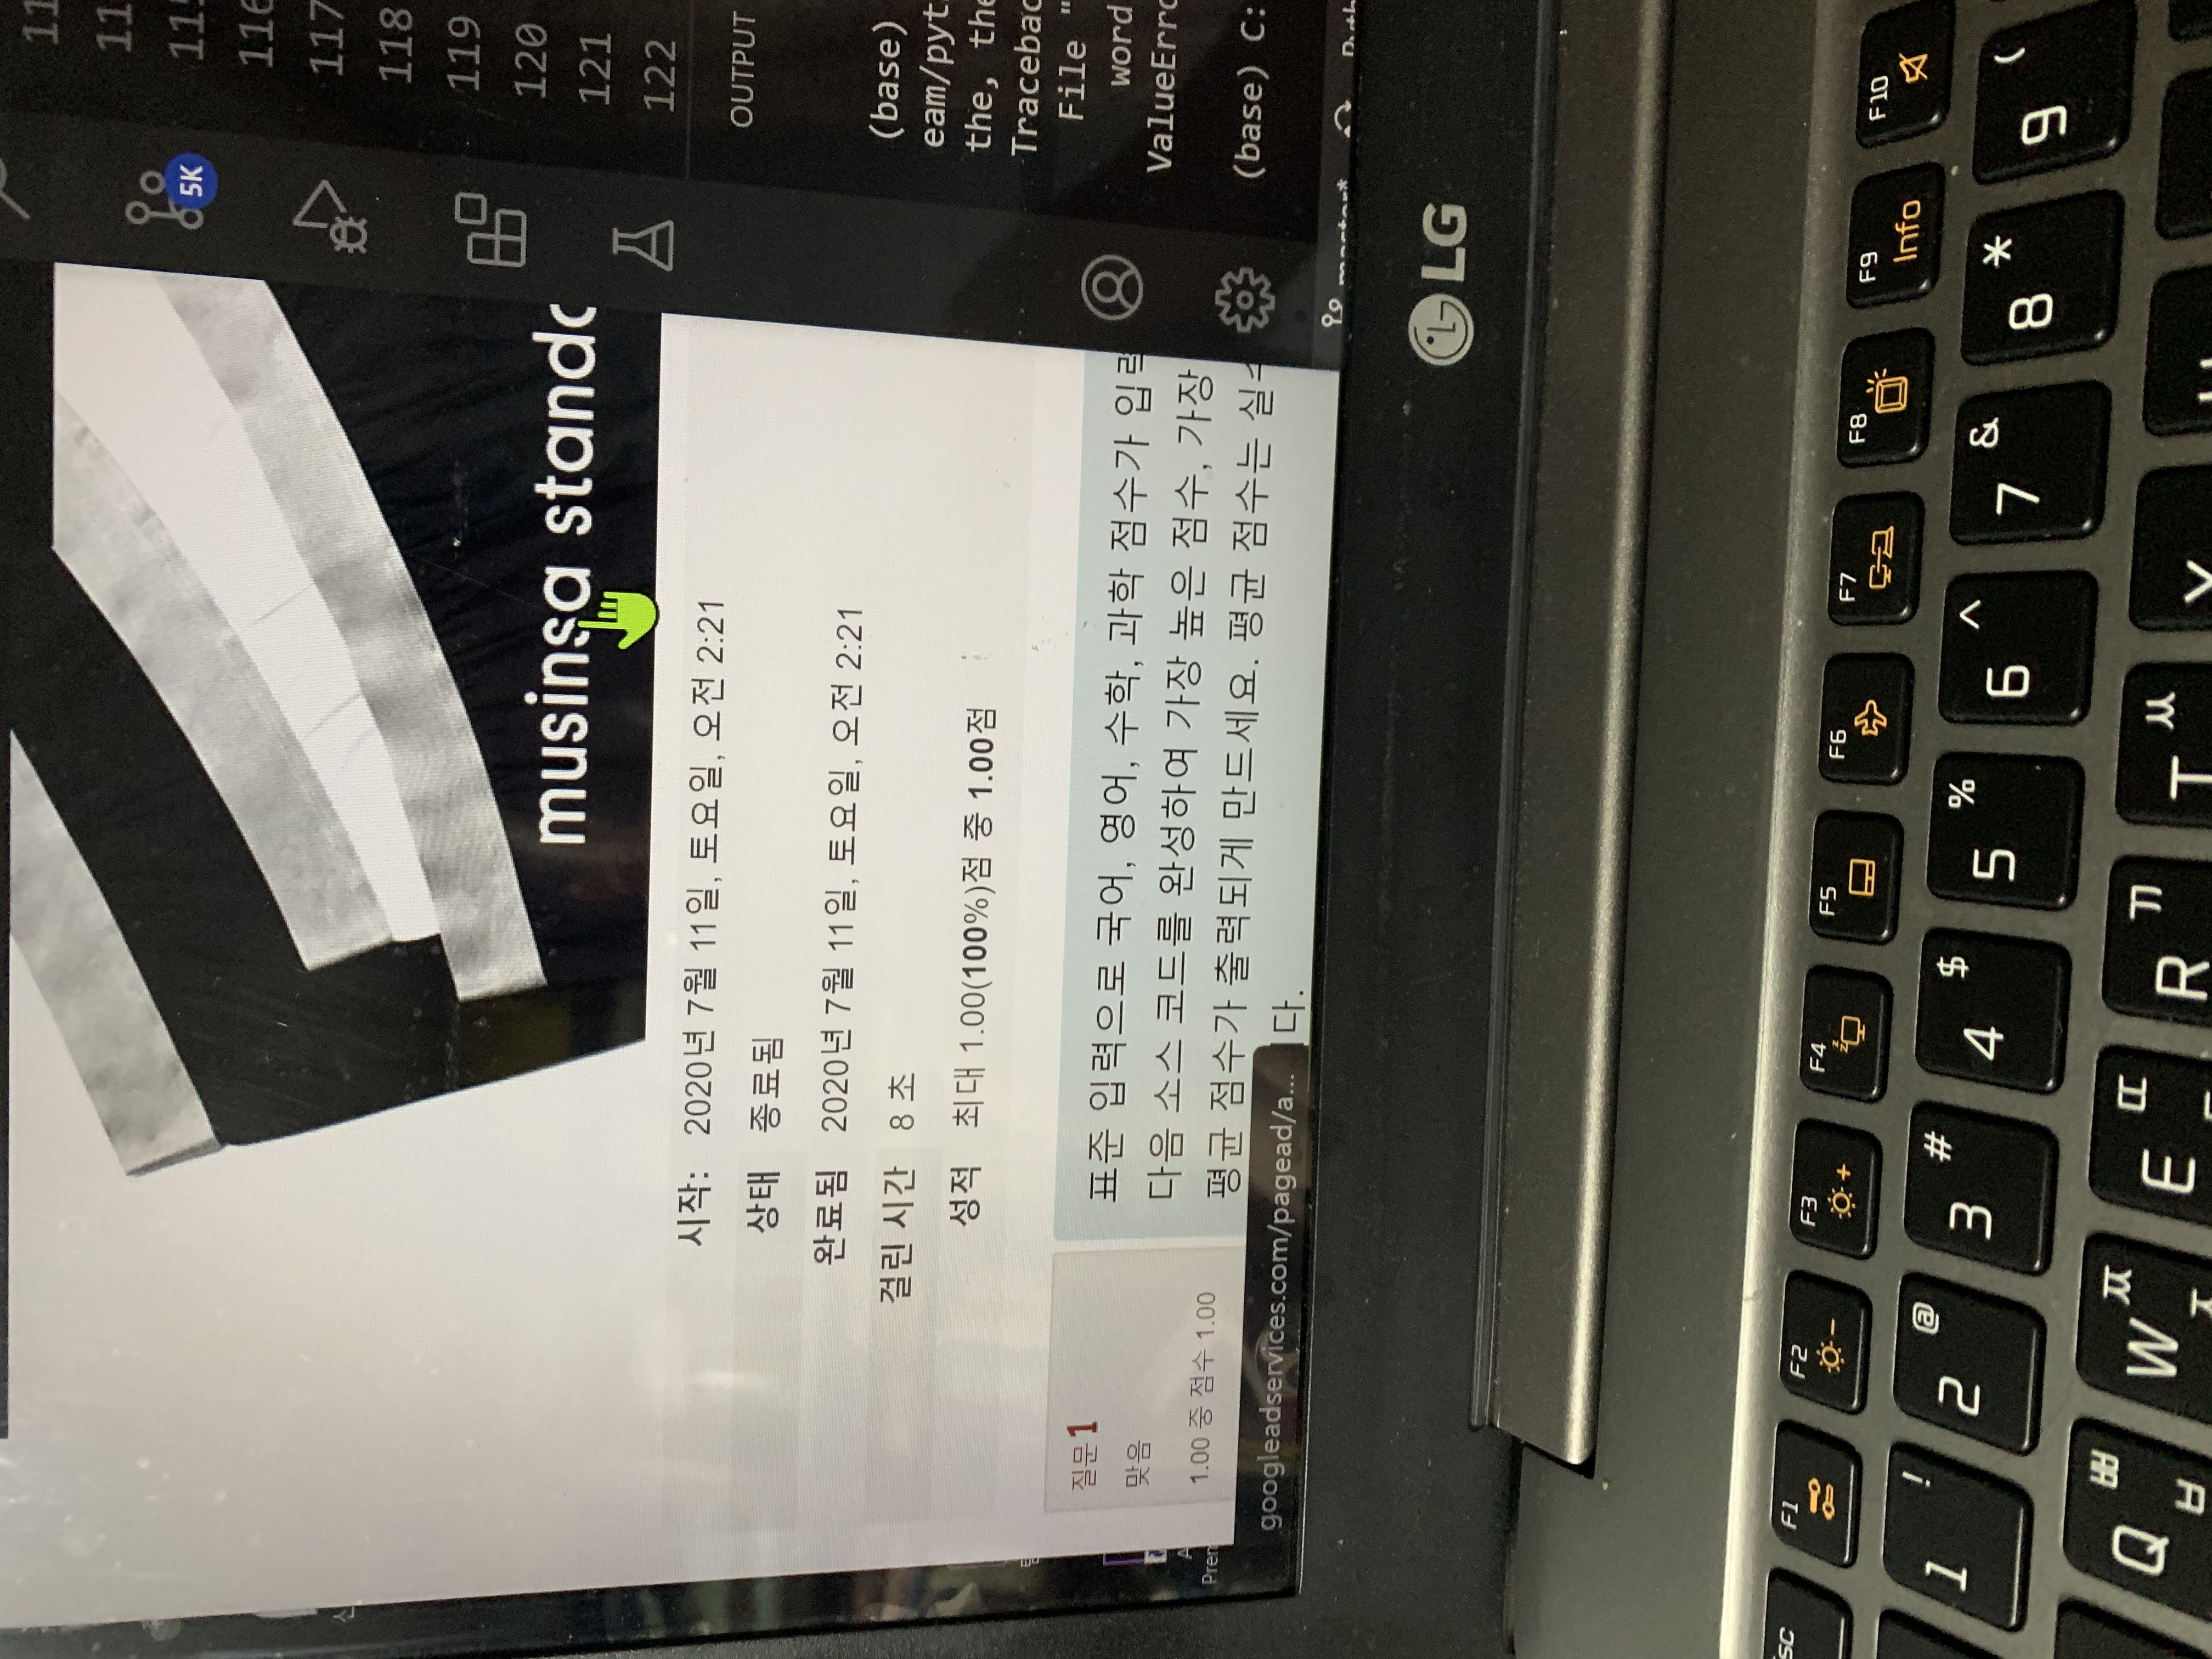 musinsa
시작: 2020년 7월 11일, 토요일, 오전 2:21
상태 종료됨
완료됨 2020년 7월 11일, 토요일, 오전 2:21
걸린 시간 8 초
성적 최대 1.00(100%)점 중 1.00점
질문 1
맞음
1.00 중 점수 1.00
표준 입력으로 국어, 영어, 수학, 과학 점수가
다음 소스 코드를 완성하여 가장 높은 점수, 가장
평균 점수가 출력되게 만드세요. 평균 점수는
다.
googleadservices.com/pagead/a...
5K
116
117
118
119
120
121
122
OUTPUT
(base)
eam/pyt
the, the
Traceba
File "
word
ValueErr
(base) C:
master*
LG
F1 F2 F3 F4 F5 F6 F7 F8 F9 Info F10
1 ! 2 @ 3 # 4 $ 5 % 6 ^ 7 & 8 * 9 (
Q ㅃ ㅂ W ㅉ E ㄸ R ㄲ T ㅆ